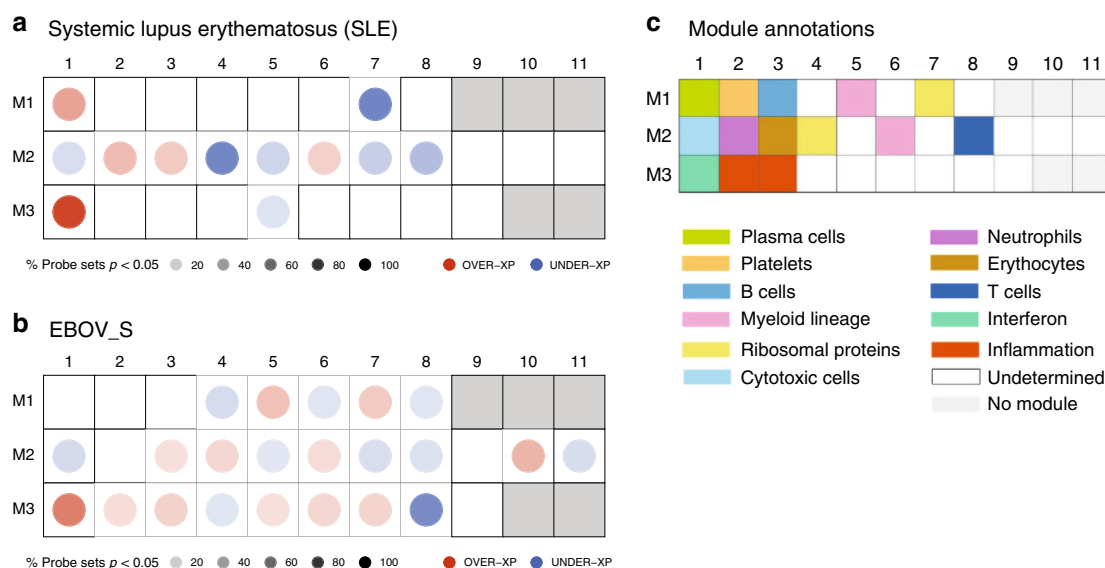 a Systemic lupus erythematosus (SLE)
1 2 3 4 5 6 7 8 9 10 11
M1
M2
M3
% Probe sets p < 0.05 20 40 60 80 100 OVER–XP UNDER–XP
b EBOV_S
1 2 3 4 5 6 7 8 9 10 11
M1
M2
M3
% Probe sets p < 0.05 20 40 60 80 100 OVER–XP UNDER–XP
c Module annotations
1 2 3 4 5 6 7 8 9 10 11
M1
M2
M3
Plasma cells
Platelets
B cells
Myeloid lineage
Ribosomal proteins
Cytotoxic cells
Neutrophils
Erythocytes
T cells
Interferon
Inflammation
Undetermined
No module